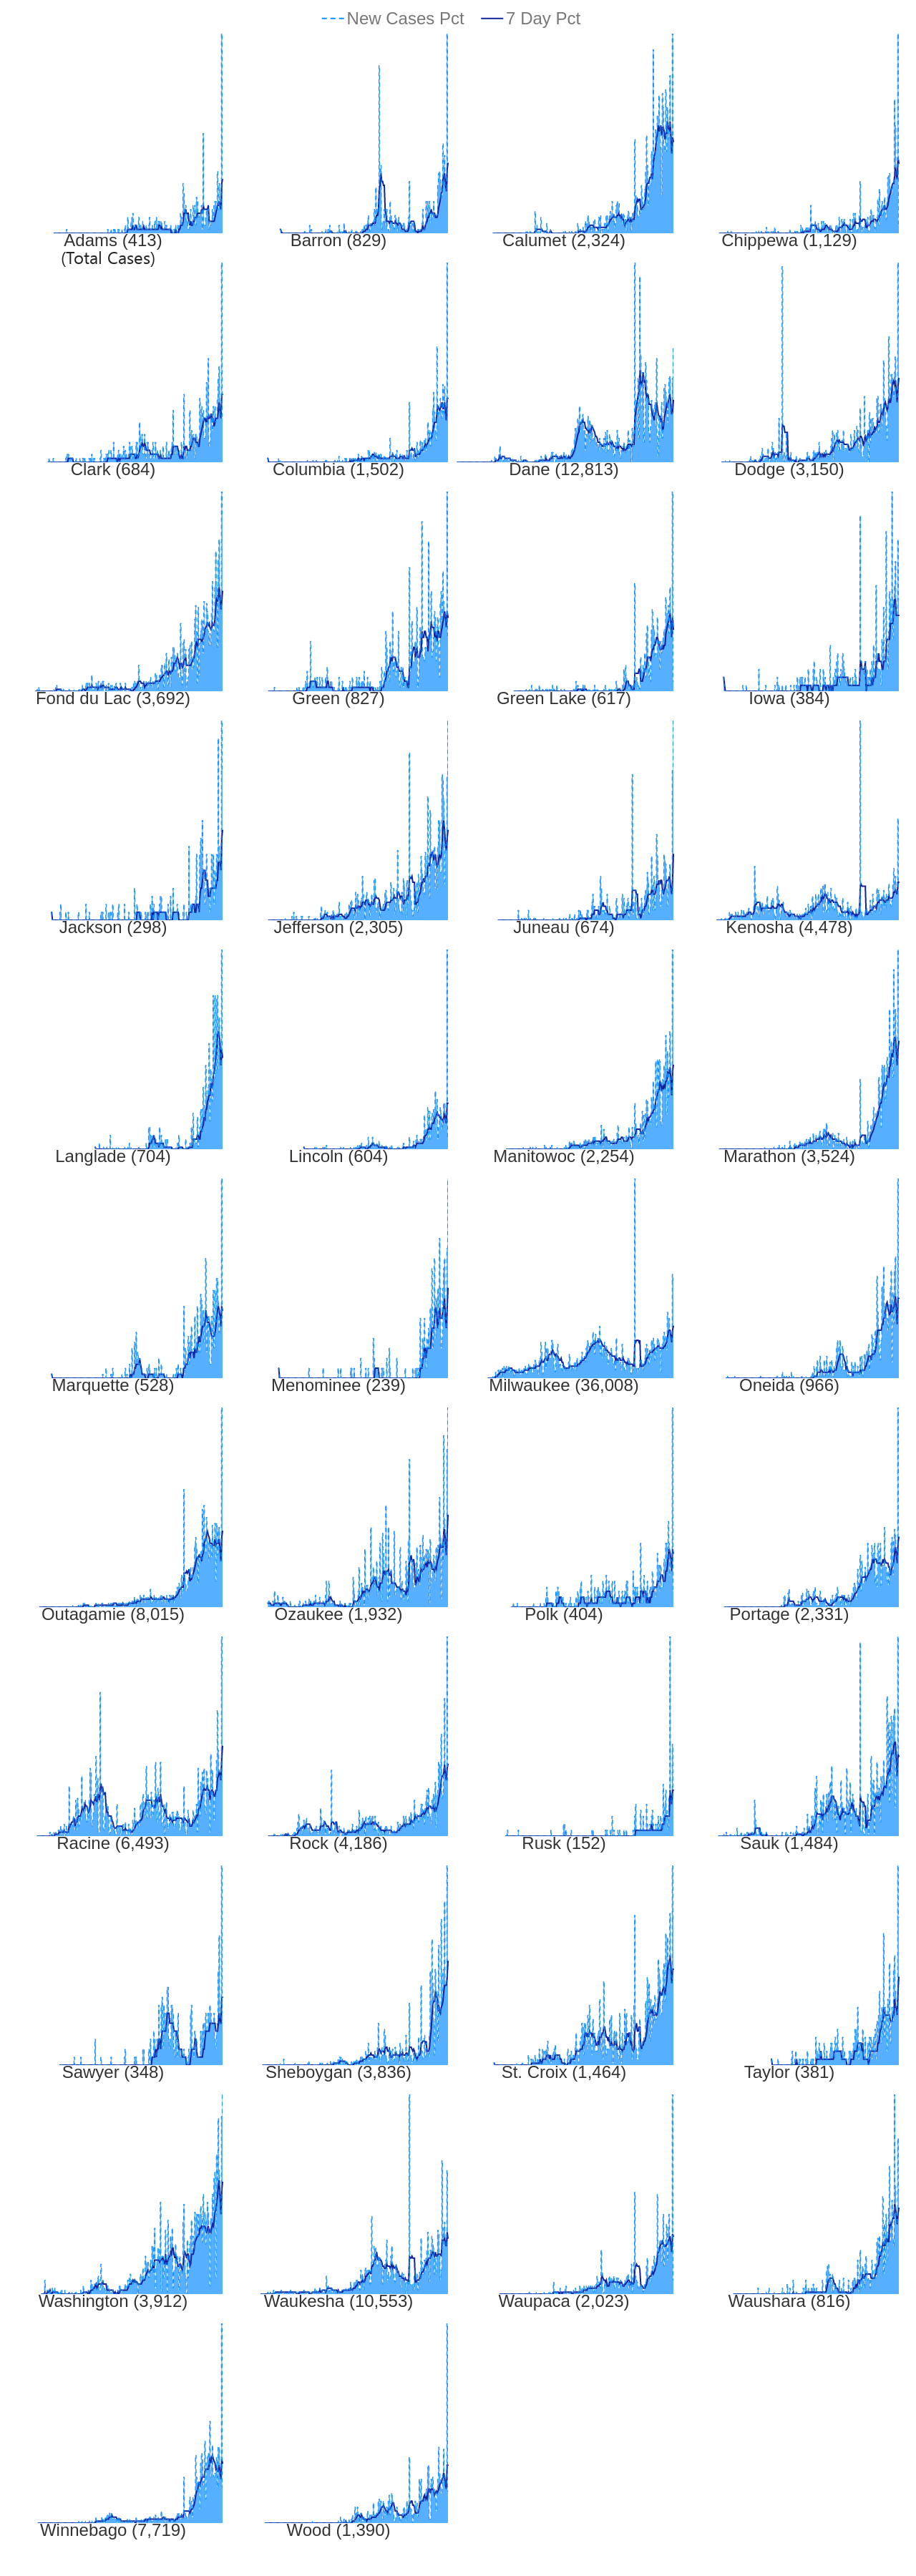 New Cases Pct 7 Day Pct
Adams (413) Barron (829) Calumet (2,324) Chippewa (1,129)
(Total Cases)
Clark (684) Columbia (1,502) Dane (12,813) Dodge (3,150)
Fond du Lac (3,692) Green (827) Green Lake (617) Iowa (384)
Jackson (298) Jefferson (2,305) Juneau (674) Kenosha (4,478)
Langlade (704) Lincoln (604) Manitowoc (2,254) Marathon (3,524)
Marquette (528) Menominee (239) Milwaukee (36,008) Oneida (966)
Outagamie (8,015) Ozaukee (1,932) Polk (404) Portage (2,331)
Racine (6,493) Rock (4,186) Rusk (152) Sauk (1,484)
Sawyer (348) Sheboygan (3,836) St. Croix (1,464) Taylor (381)
Washington (3,912) Waukesha (10,553) Waupaca (2,023) Waushara (816)
Winnebago (7,719) Wood (1,390)